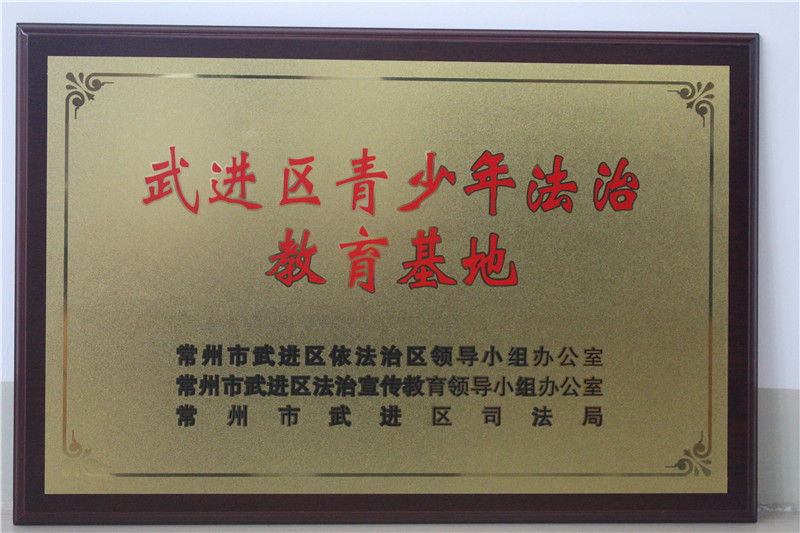 武进区青少年法治
教育基地
常州市武进区依法治区领导小组办公室
常州市武进区法治宣传教育领导小组办公室
常州市武进区司法局